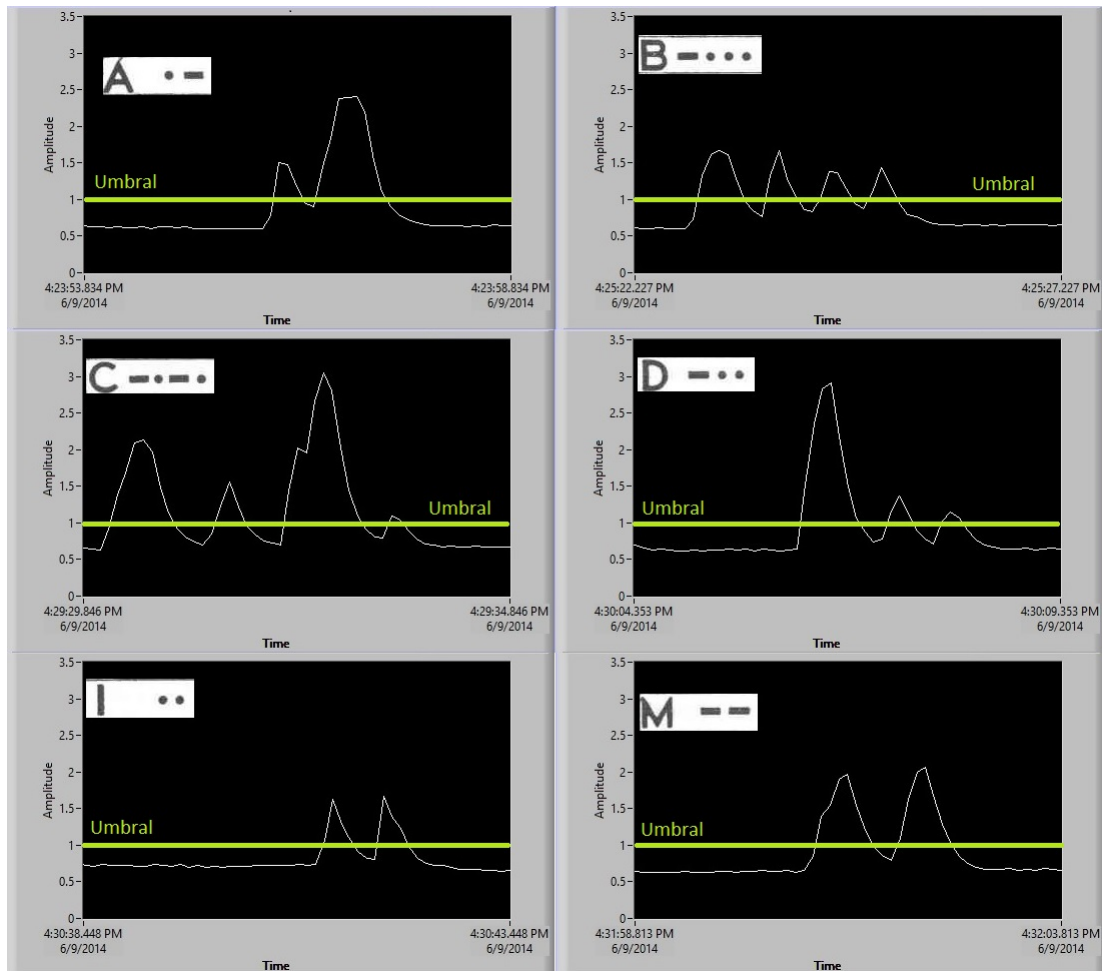 3.5
3
2.5
2
1.5
1
0.5
0
Amplitude
A •-
Umbral
4:23:53.834 PM
6/9/2014
4:23:58.834 PM
6/9/2014
Time
3.5
3
2.5
2
1.5
1
0.5
0
Amplitude
B -•••
Umbral
4:25:22.227 PM
6/9/2014
4:25:27.227 PM
6/9/2014
Time
3.5
3
2.5
2
1.5
1
0.5
0
Amplitude
C -•-•
Umbral
4:29:29.846 PM
6/9/2014
4:29:34.846 PM
6/9/2014
Time
3.5
3
2.5
2
1.5
1
0.5
0
Amplitude
D -••
Umbral
4:30:04.353 PM
6/9/2014
4:30:09.353 PM
6/9/2014
Time
3.5
3
2.5
2
1.5
1
0.5
0
Amplitude
I ••
Umbral
4:30:38.448 PM
6/9/2014
4:30:43.448 PM
6/9/2014
Time
3.5
3
2.5
2
1.5
1
0.5
0
Amplitude
M --
Umbral
4:31:58.813 PM
6/9/2014
4:32:03.813 PM
6/9/2014
Time